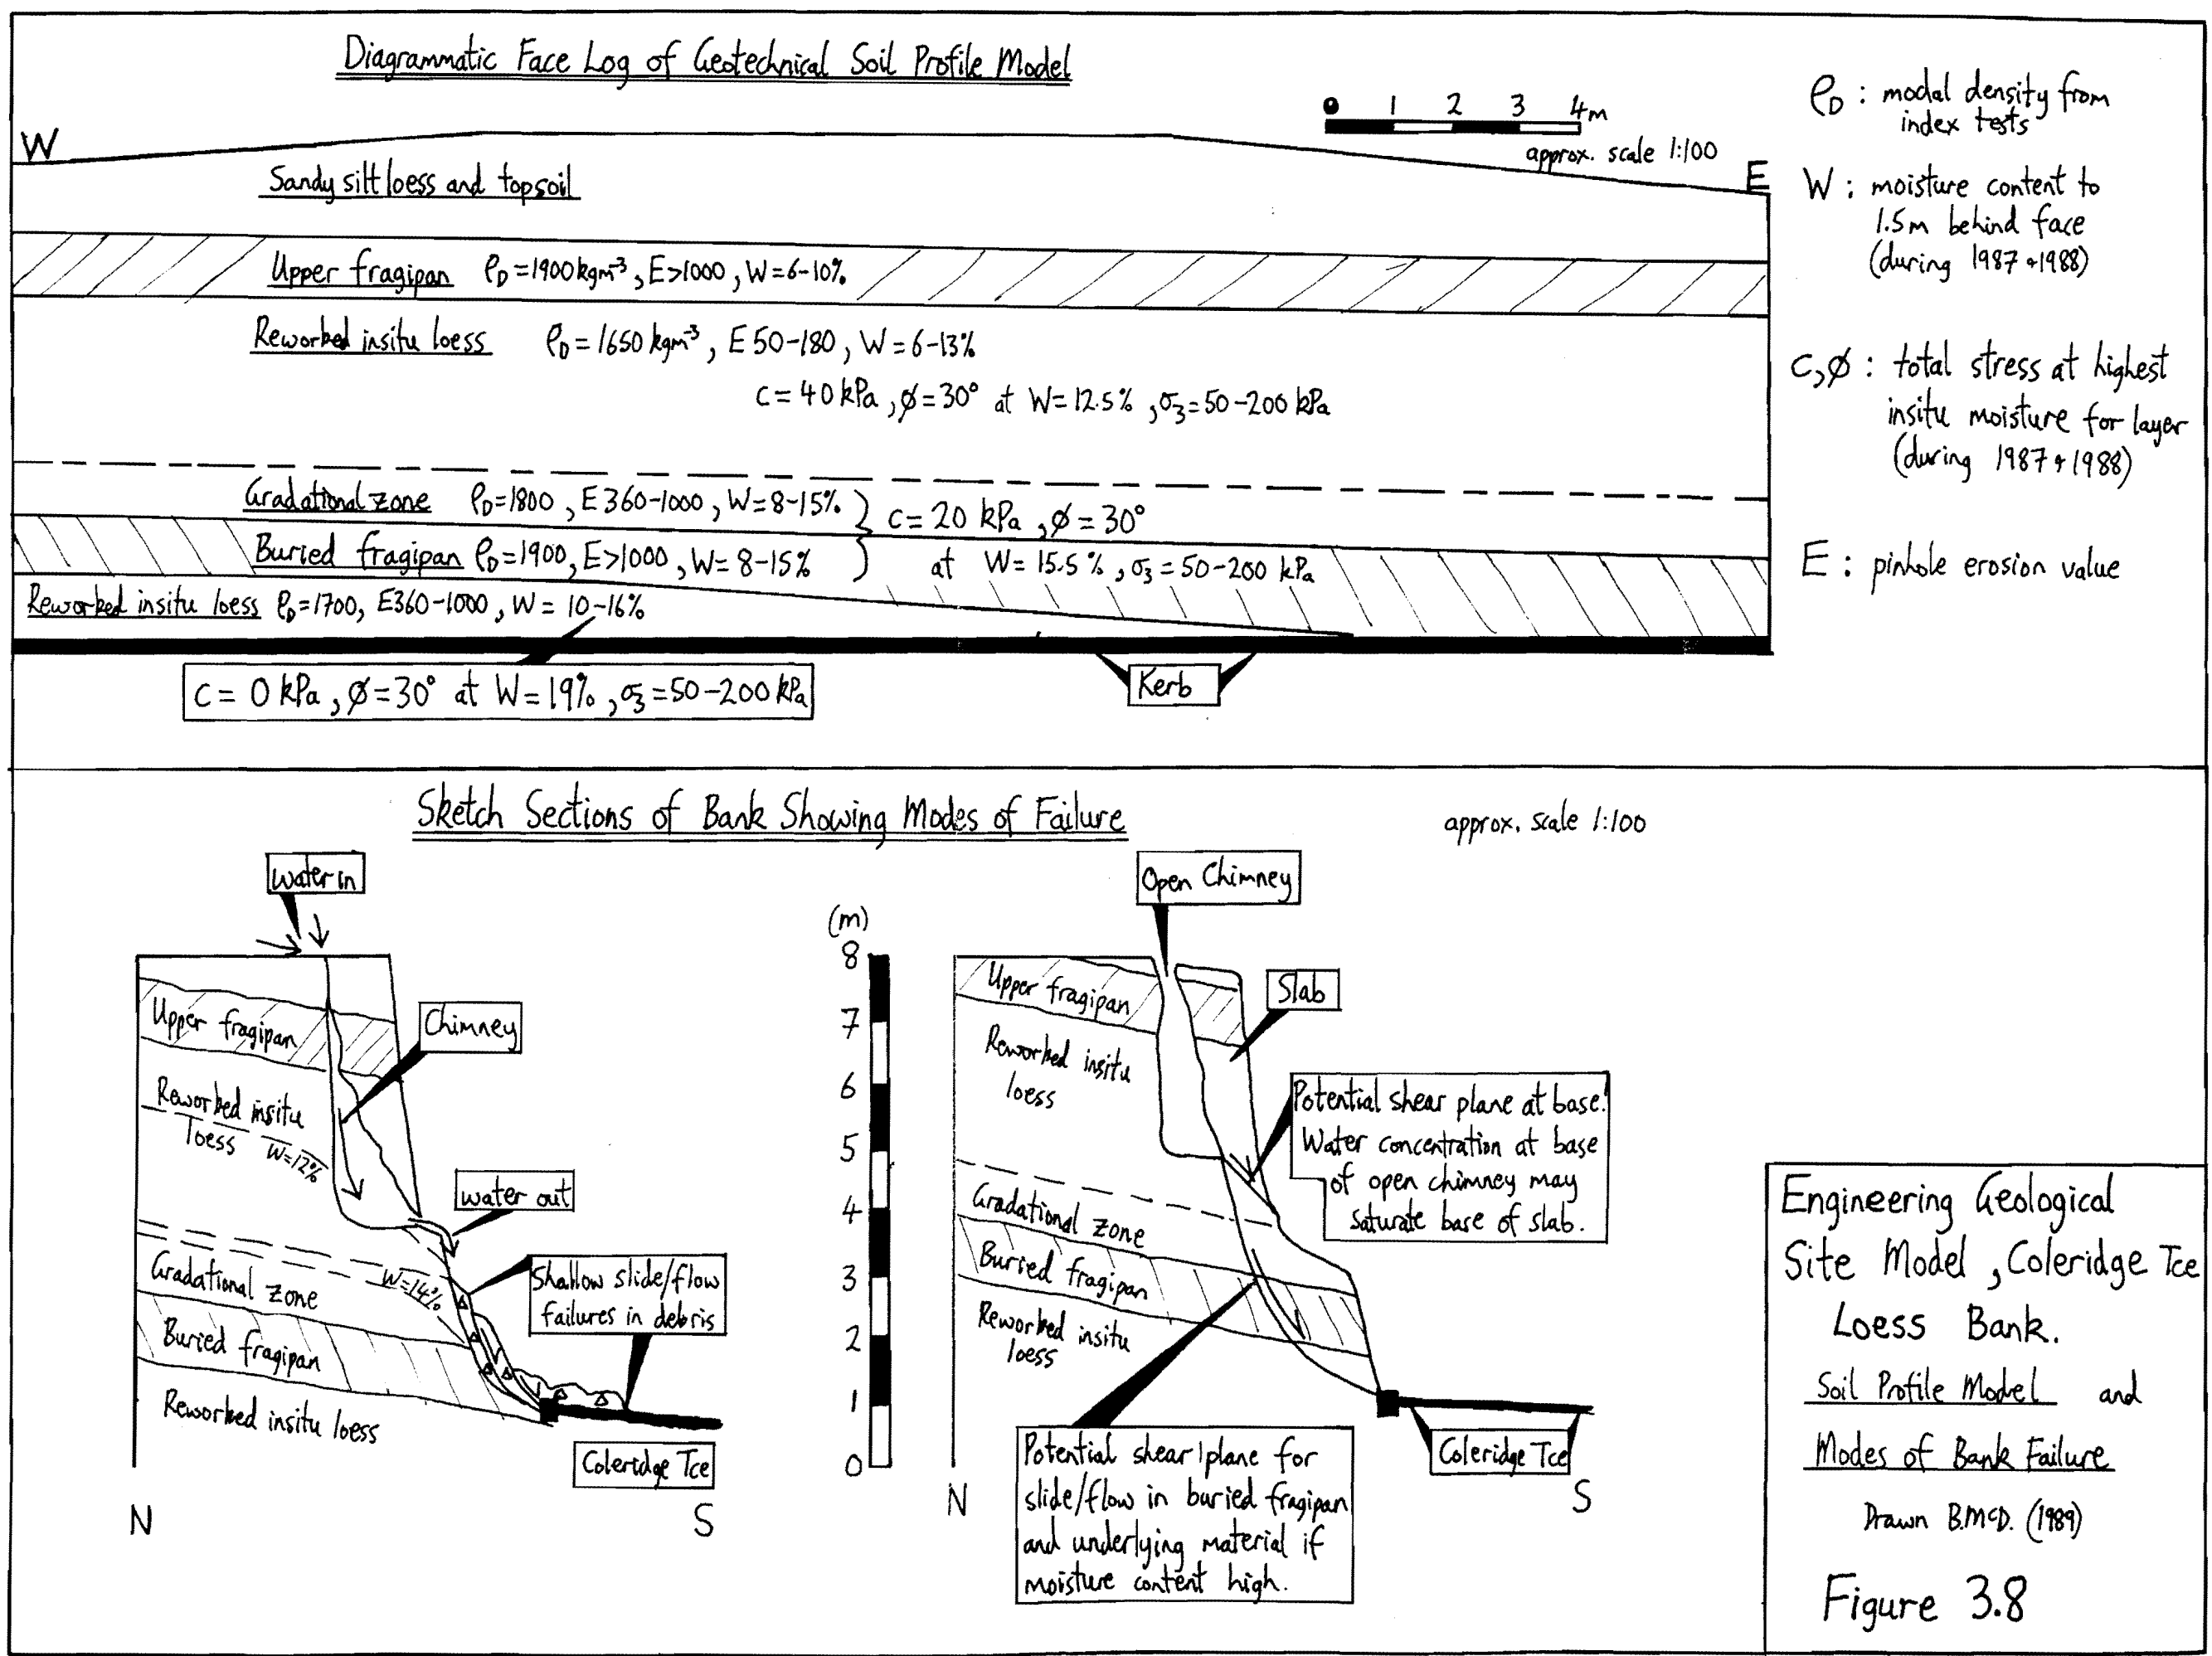 Diagrammatic Face Log of Geotechnical Soil Profile Model
0 1 2 3 4m
approx. scale 1:100
W
E
Sandy silt loess and topsoil
Upper fragipan ρD=1900kgm⁻³, E>1000, W=6-10%
Reworked insitu loess ρD=1650kgm⁻³, E 50-180, W=6-13%
c=40kPa, ø=30° at W=12.5%, σ3=50-200 kPa
Gradational zone ρD=1800, E360-1000, W=8-15%
Buried fragipan ρD=1900, E>1000, W=8-15%
c=20 kPa, ø=30°
at W=15.5%, σ3=50-200 kPa
Reworked insitu loess ρD=1700, E360-1000, W=10-16%
c= 0 kPa, ø=30° at W=19%, σ3=50-200 kPa
Kerb
ρD : modal density from
index tests
W : moisture content to
1.5m behind face
(during 1987 & 1988)
c,ø : total stress at highest
insitu moisture for layer
(during 1987 & 1988)
E : pinhole erosion value
Sketch Sections of Bank Showing Modes of Failure
approx. scale 1:100
Water in
Upper fragipan
Chimney
Reworked insitu
loess
W=12%
Water out
Shallow slide/flow
failures in debris
Gradational zone
W=14%
Buried fragipan
Reworked insitu loess
Coleridge Tce
N
S
(m)
8
7
6
5
4
3
2
1
0
Open Chimney
Slab
Upper fragipan
Reworked insitu
loess
Potential shear plane at base.
Water concentration at base
of open chimney may
saturate base of slab.
Gradational zone
Buried fragipan
Reworked insitu
loess
Potential shear plane for
slide/flow in buried fragipan
and underlying material if
moisture content high.
Coleridge Tce
N
S
Engineering Geological
Site Model, Coleridge Tce
Loess Bank.
Soil Profile Model and
Modes of Bank Failure
Drawn B.McD. (1989)
Figure 3.8